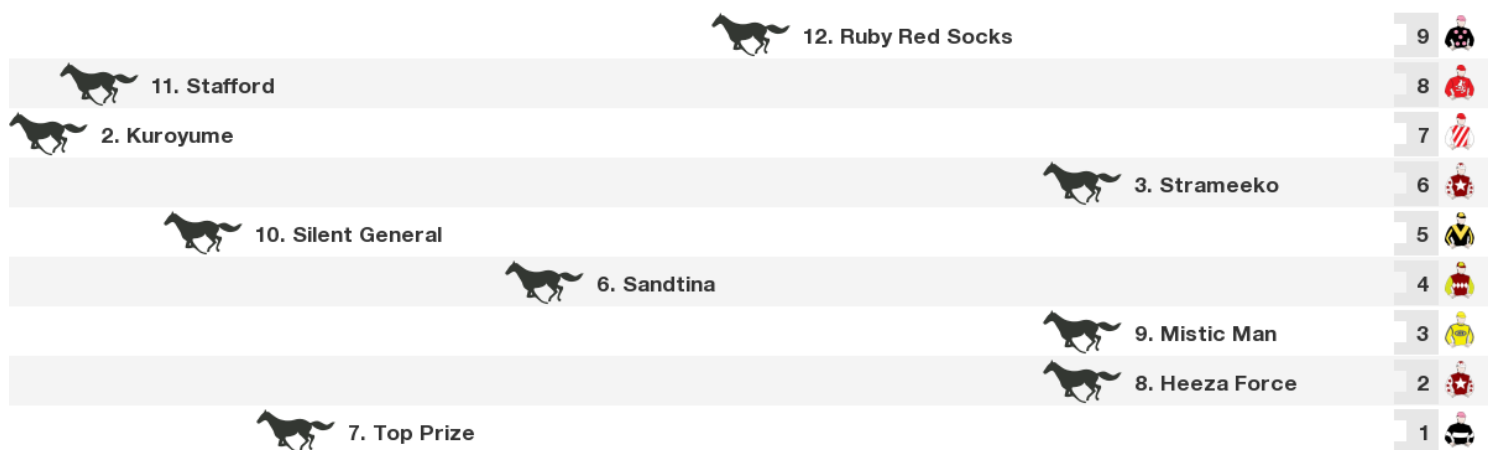 12. Ruby Red Socks 9
11. Stafford 8
2. Kuroyume 7
3. Strameeko 6
10. Silent General 5
6. Sandtina 4
9. Mistic Man 3
8. Heeza Force 2
7. Top Prize 1